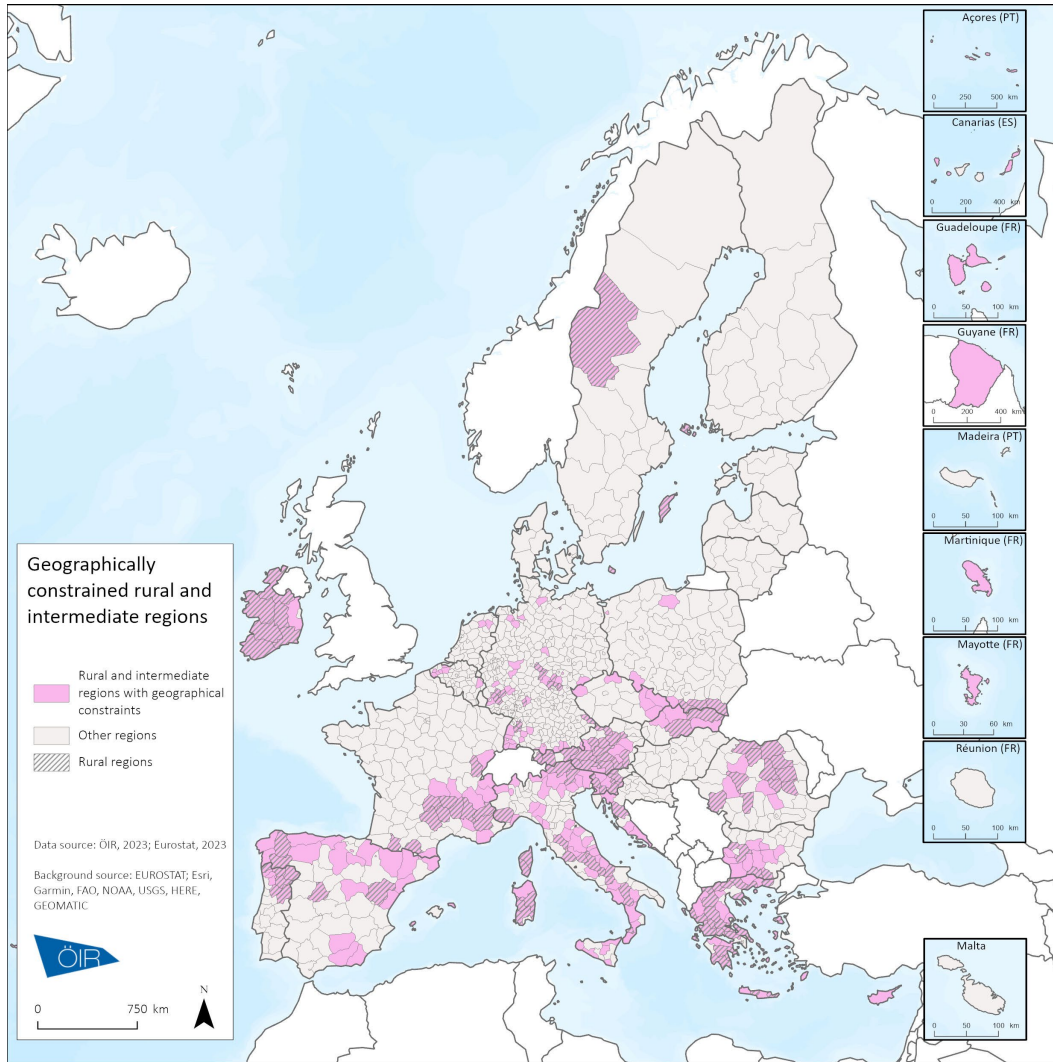 Geographically
constrained rural and
intermediate regions
Rural and intermediate
regions with geographical
constraints
Other regions
Rural regions
Data source: ÖIR, 2023; Eurostat, 2023
Background source: EUROSTAT; Esri,
Garmin, FAO, NOAA, USGS, HERE,
GEOMATIC
ÖIR
N
0 750 km
Açores (PT)
0 250 500 km
Canarias (ES)
0 200 400 km
Guadeloupe (FR)
0 50 100 km
Guyane (FR)
0 200 400 km
Madeira (PT)
0 50 100 km
Martinique (FR)
0 50 100 km
Mayotte (FR)
0 30 60 km
Réunion (FR)
0 50 100 km
Malta
0 50 100 km